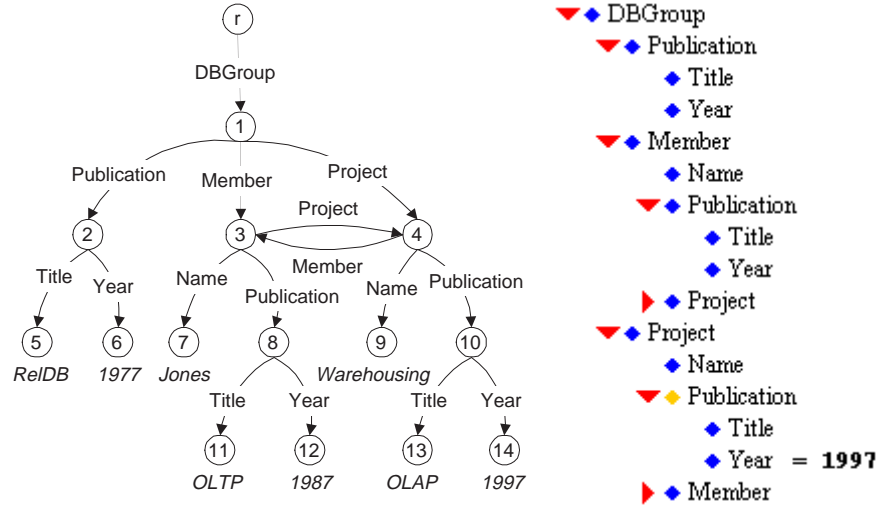 r
DBGroup
1
Publication
Member
Project
Project
2
3
4
Member
Title
Year
Name
Publication
Name
Publication
5
6
7
8
9
10
RelDB
1977
Jones
Warehousing
Title
Year
Title
Year
11
12
13
14
OLTP
1987
OLAP
1997
DBGroup
Publication
Title
Year
Member
Name
Publication
Title
Year
Project
Project
Name
Publication
Title
Year = 1997
Member